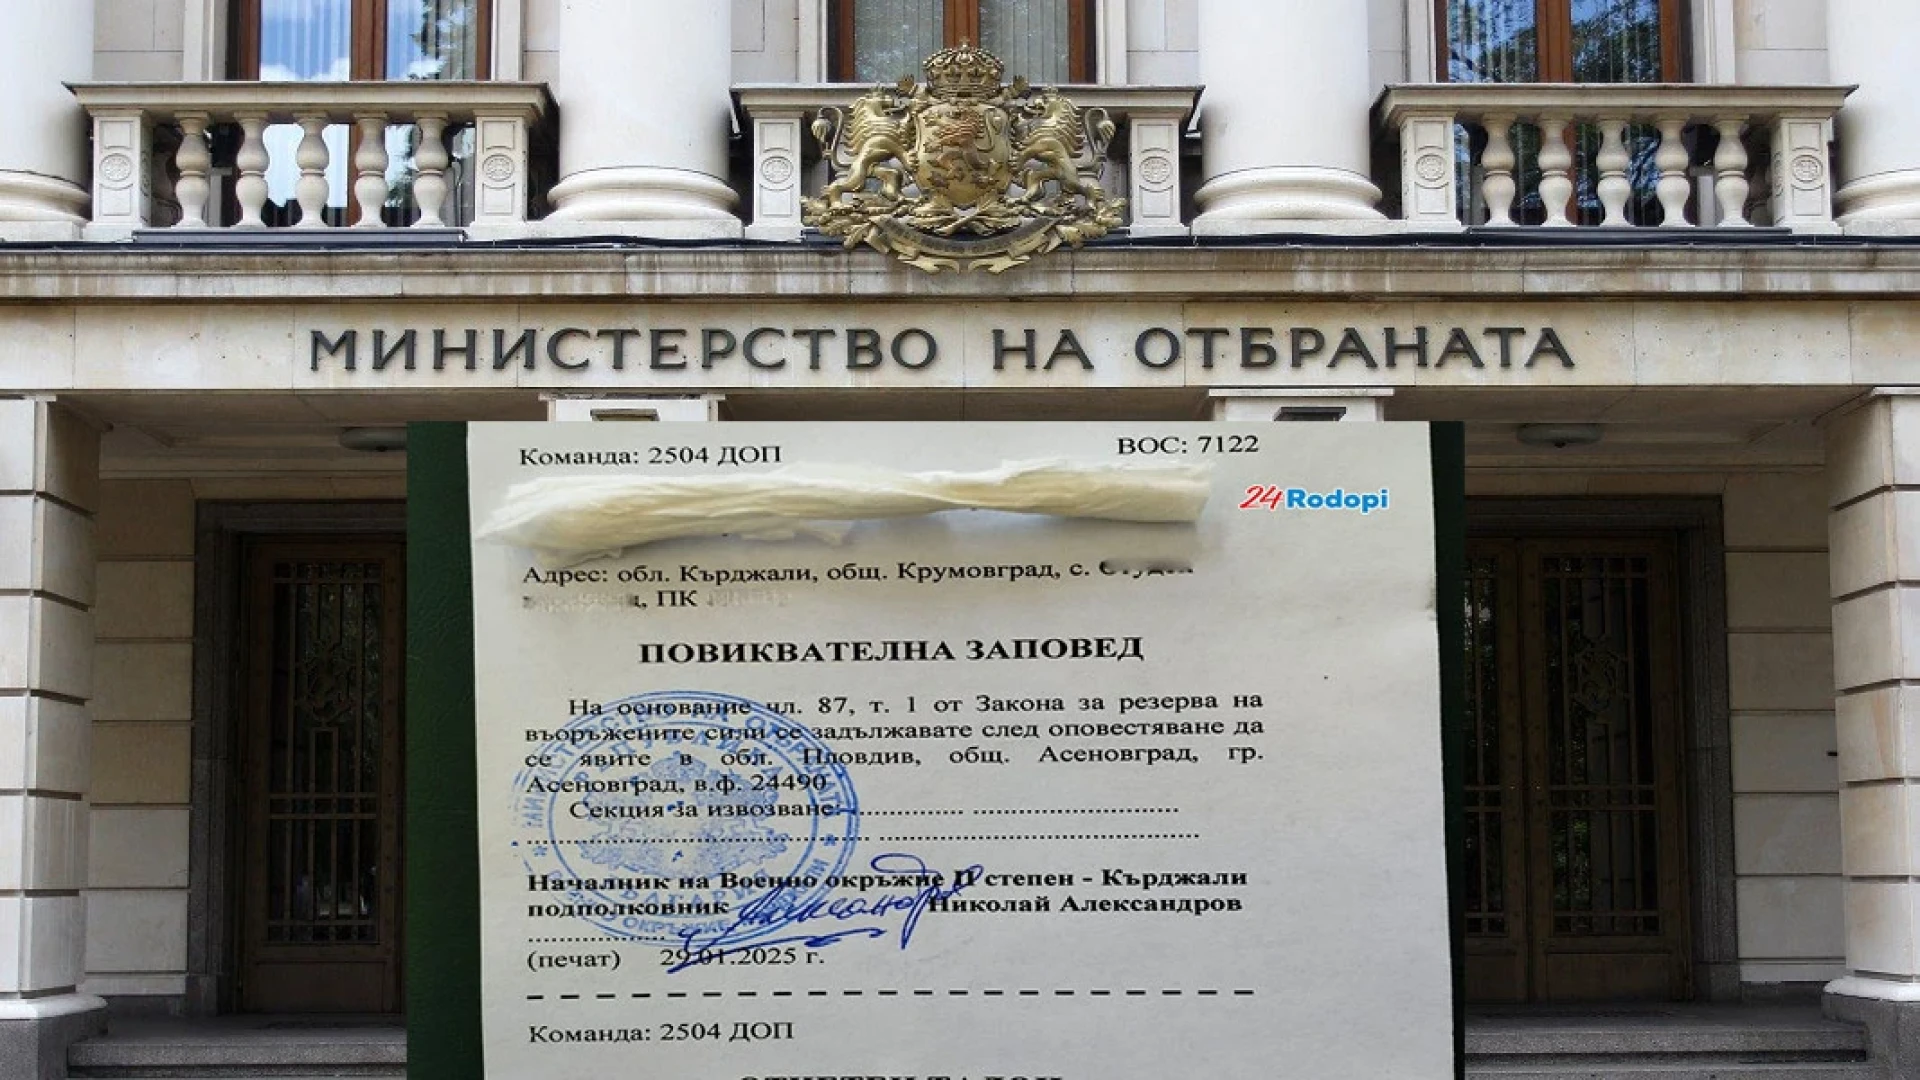 МИНИСТЕРСТВО НА ОТБРАНАТА
Команда: 2504 ДОП
ВОС: 7122
24Rodopi
Адрес: обл. Кърджали, общ. Крумовград, с.
, ПК
ПОВИКВАТЕЛНА ЗАПОВЕД
На основание чл. 87, т. 1 от Закона за резерва на
въоръжените сили се задължавате след оповестяване да
се явите в обл. Пловдив, общ. Асеновград, гр.
Асеновград, в.ф. 24490
Секция за извозване: .............. ............................
.............................................. ...........................................
Началник на Военно окръжие II степен - Кърджали
подполковник Николай Александров
..................
(печат) 29.01.2025 г.
Команда: 2504 ДОП